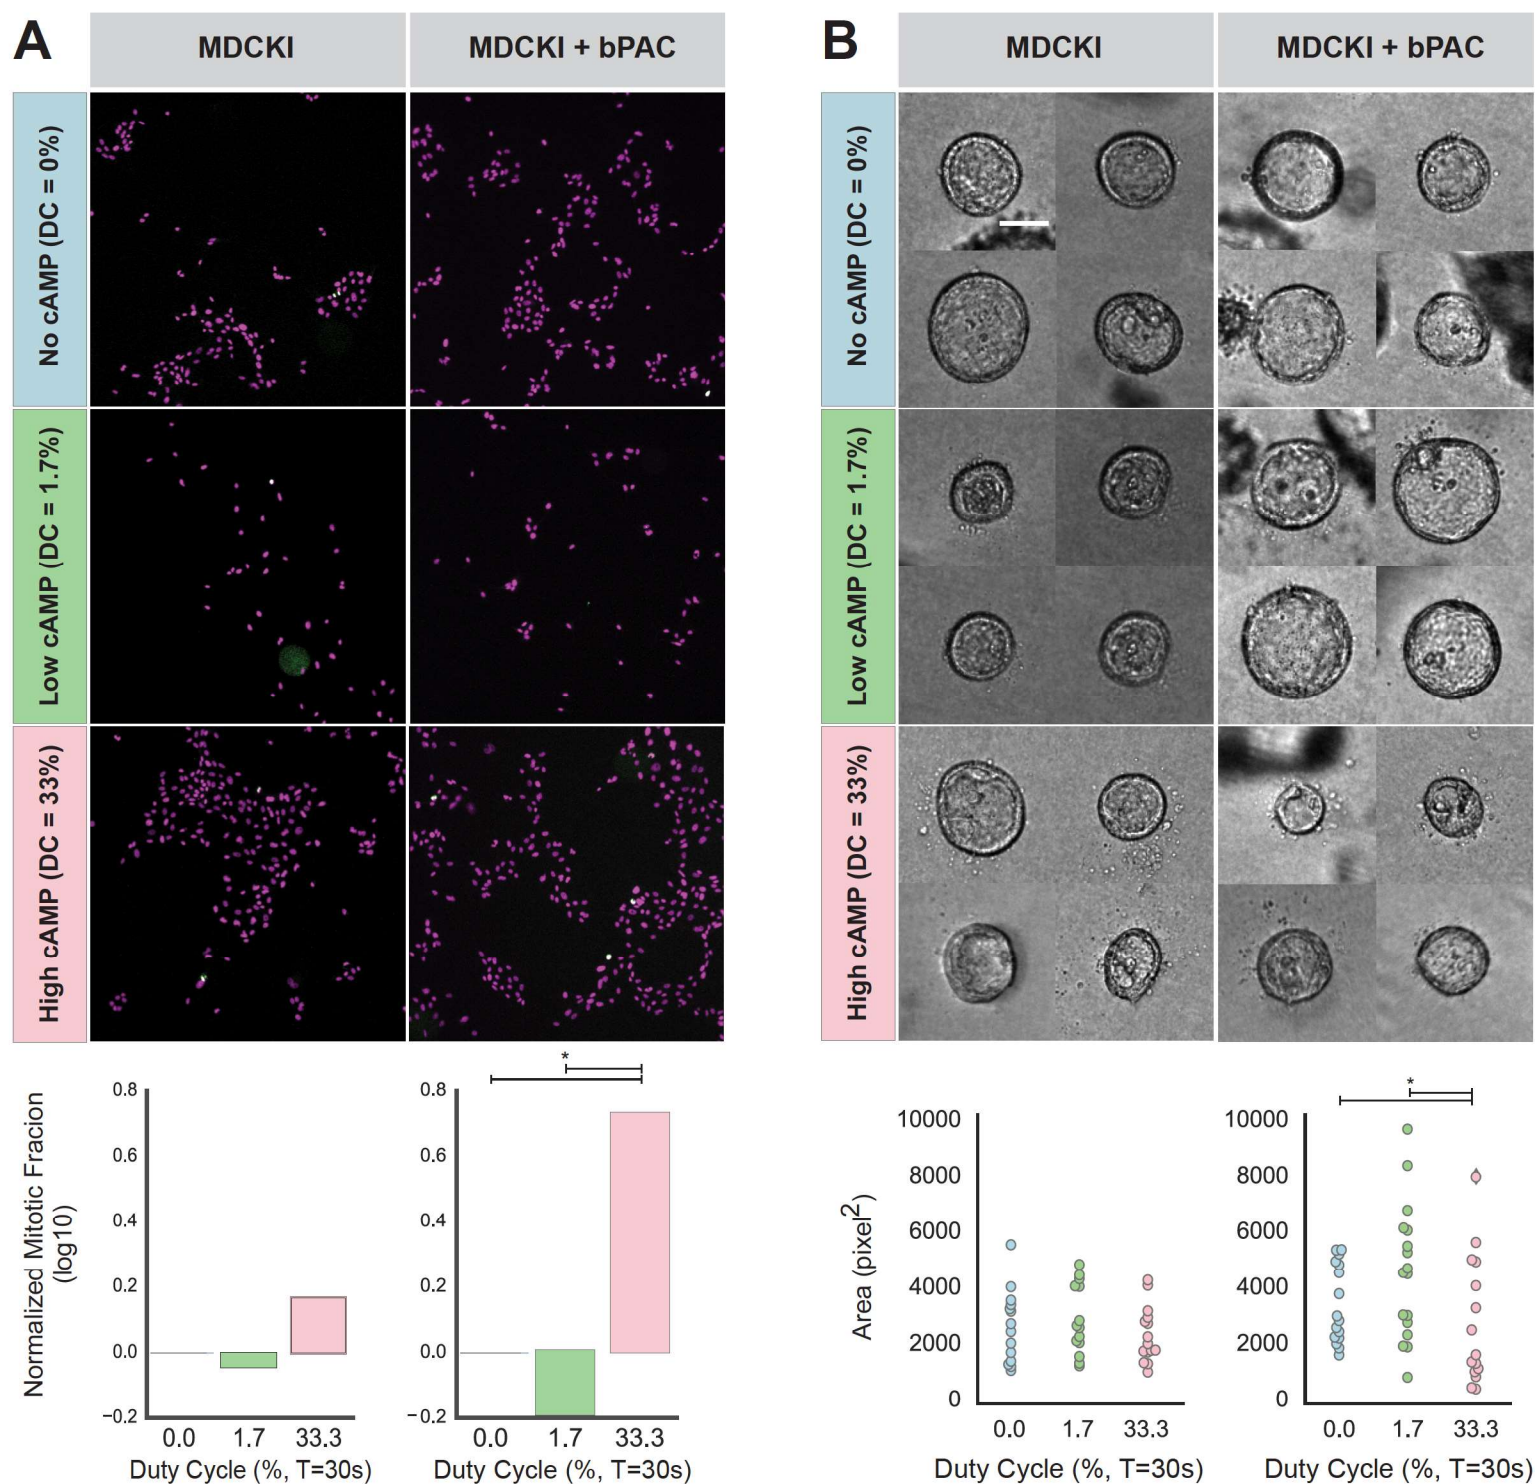 A
MDCKI
MDCKI + bPAC
No cAMP (DC = 0%)
Low cAMP (DC = 1.7%)
High cAMP (DC = 33%)
Normalized Mitotic Fracion
(log10)
0.8
0.6
0.4
0.2
0.0
−0.2
0.0 1.7 33.3
Duty Cycle (%, T=30s)
*
0.8
0.6
0.4
0.2
0.0
−0.2
0.0 1.7 33.3
Duty Cycle (%, T=30s)
B
MDCKI
MDCKI + bPAC
No cAMP (DC = 0%)
Low cAMP (DC = 1.7%)
High cAMP (DC = 33%)
Area (pixel2)
10000
8000
6000
4000
2000
0
0.0 1.7 33.3
Duty Cycle (%, T=30s)
*
10000
8000
6000
4000
2000
0
0.0 1.7 33.3
Duty Cycle (%, T=30s)